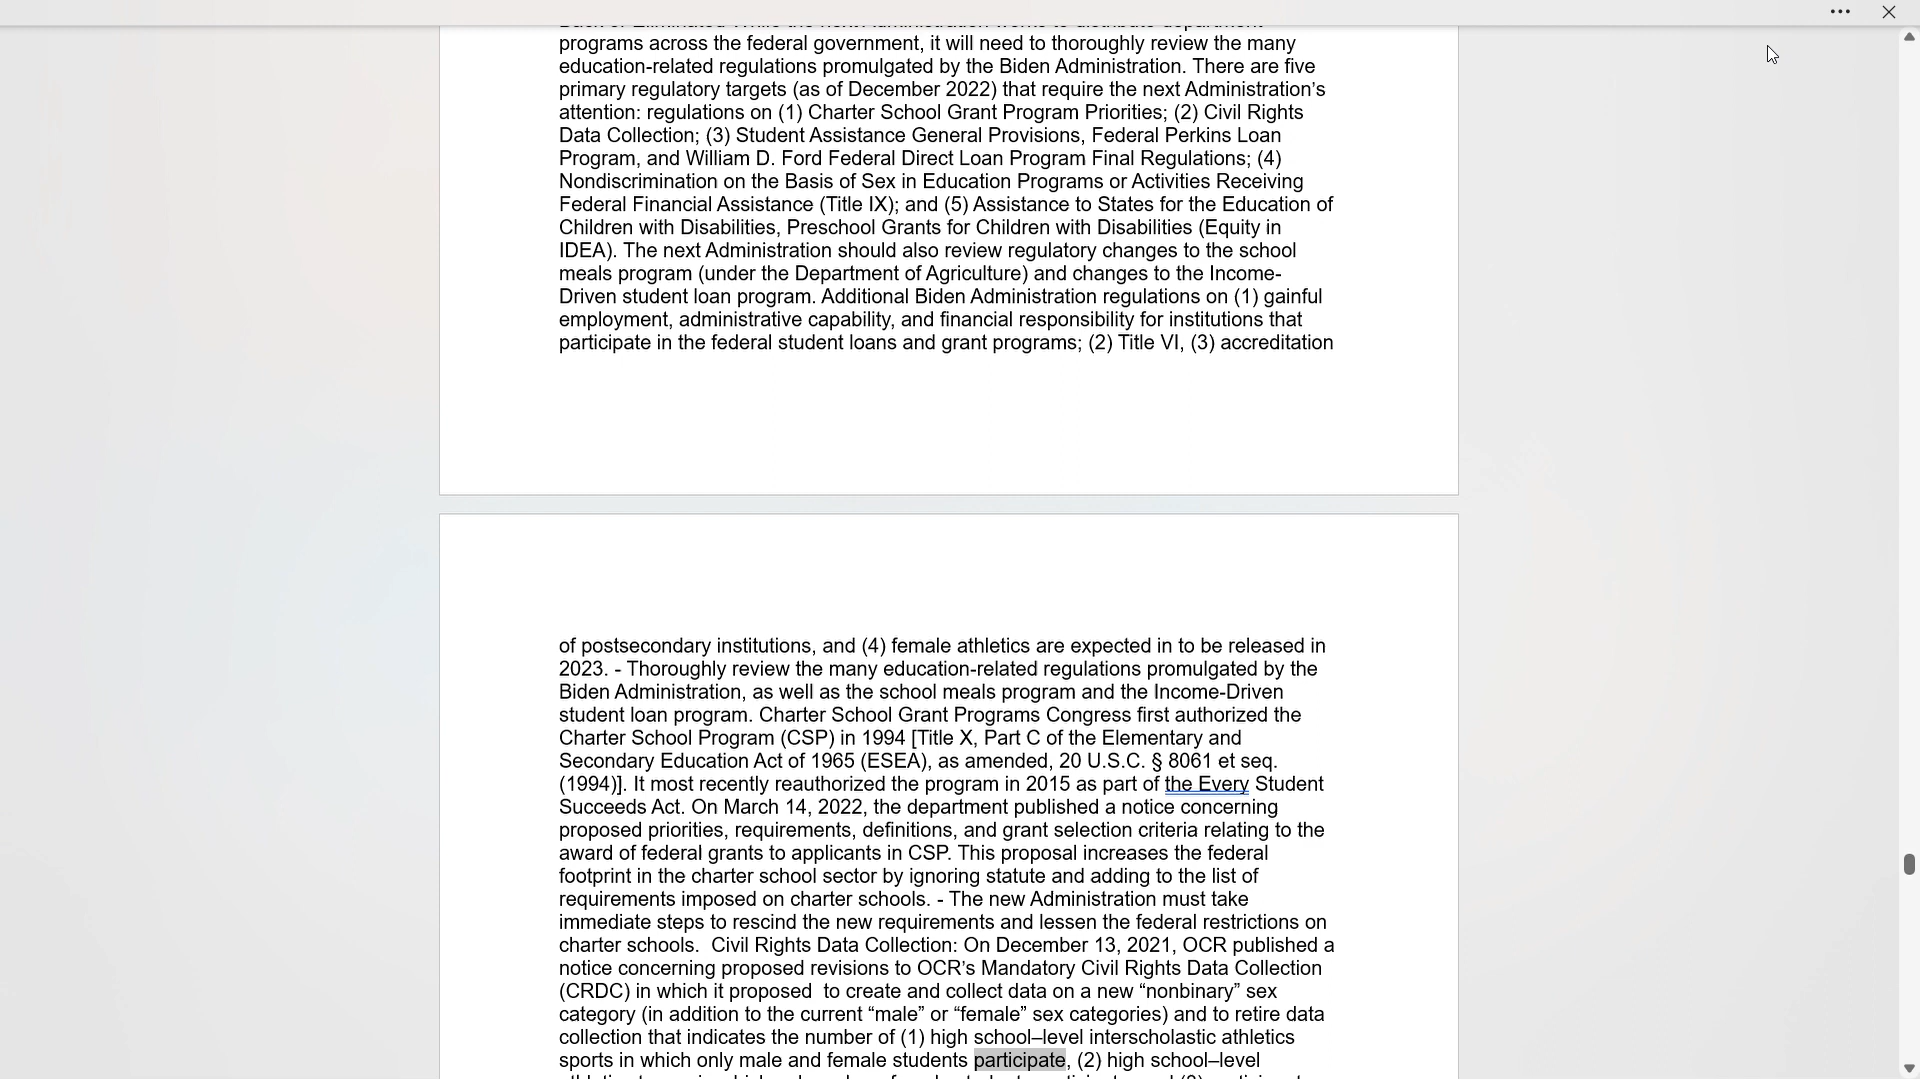 programs across the federal government, it will need to thoroughly review the many
education-related regulations promulgated by the Biden Administration. There are five
primary regulatory targets (as of December 2022) that require the next Administration’s
attention: regulations on (1) Charter School Grant Program Priorities; (2) Civil Rights
Data Collection; (3) Student Assistance General Provisions, Federal Perkins Loan
Program, and William D. Ford Federal Direct Loan Program Final Regulations; (4)
Nondiscrimination on the Basis of Sex in Education Programs or Activities Receiving
Federal Financial Assistance (Title IX); and (5) Assistance to States for the Education of
Children with Disabilities, Preschool Grants for Children with Disabilities (Equity in
IDEA). The next Administration should also review regulatory changes to the school
meals program (under the Department of Agriculture) and changes to the Income-
Driven student loan program. Additional Biden Administration regulations on (1) gainful
employment, administrative capability, and financial responsibility for institutions that
participate in the federal student loans and grant programs; (2) Title VI, (3) accreditation
of postsecondary institutions, and (4) female athletics are expected in to be released in
2023. - Thoroughly review the many education-related regulations promulgated by the
Biden Administration, as well as the school meals program and the Income-Driven
student loan program. Charter School Grant Programs Congress first authorized the
Charter School Program (CSP) in 1994 [Title X, Part C of the Elementary and
Secondary Education Act of 1965 (ESEA), as amended, 20 U.S.C. § 8061 et seq.
(1994)]. It most recently reauthorized the program in 2015 as part of the Every Student
Succeeds Act. On March 14, 2022, the department published a notice concerning
proposed priorities, requirements, definitions, and grant selection criteria relating to the
award of federal grants to applicants in CSP. This proposal increases the federal
footprint in the charter school sector by ignoring statute and adding to the list of
requirements imposed on charter schools. - The new Administration must take
immediate steps to rescind the new requirements and lessen the federal restrictions on
charter schools.  Civil Rights Data Collection: On December 13, 2021, OCR published a
notice concerning proposed revisions to OCR’s Mandatory Civil Rights Data Collection
(CRDC) in which it proposed  to create and collect data on a new “nonbinary” sex
category (in addition to the current “male” or “female” sex categories) and to retire data
collection that indicates the number of (1) high school–level interscholastic athletics
sports in which only male and female students participate, (2) high school–level